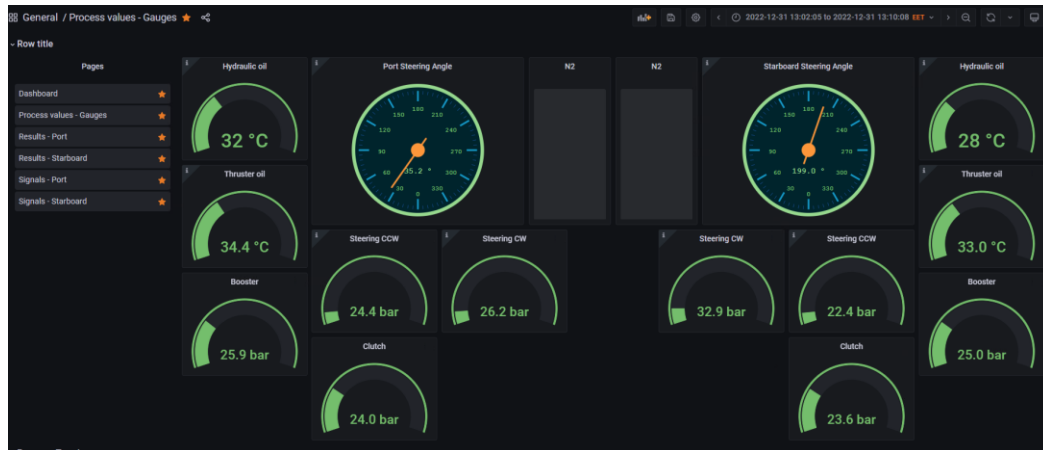 General / Process values - Gauges
2022-12-31 13:02:05 to 2022-12-31 13:10:08 EET
Row title
Pages
Dashboard
Process values - Gauges
Results - Port
Results - Starboard
Signals - Port
Signals - Starboard
Hydraulic oil
32 °C
Thruster oil
34.4 °C
Booster
25.9 bar
Port Steering Angle
180
150 210
120 240
90 270
60 35.2 ° 300
30 330
0
Steering CCW
24.4 bar
Steering CW
26.2 bar
Clutch
24.0 bar
N2
N2
Starboard Steering Angle
180
150 210
120 240
90 270
60 199.0 ° 300
30 330
0
Steering CW
32.9 bar
Steering CCW
22.4 bar
Clutch
23.6 bar
Hydraulic oil
28 °C
Thruster oil
33.0 °C
Booster
25.0 bar